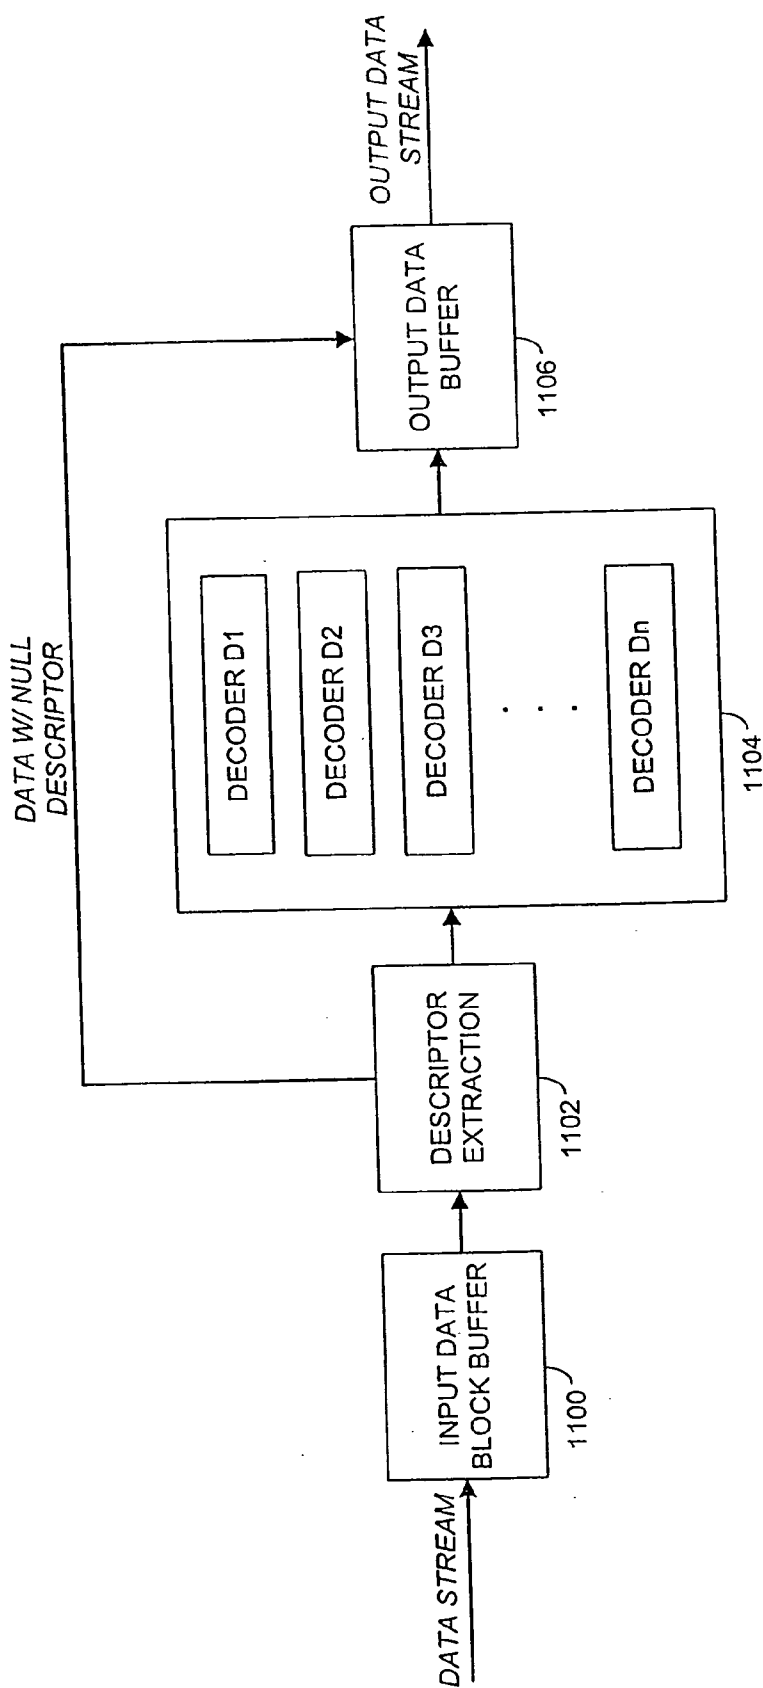 DATA STREAM
INPUT DATA
BLOCK BUFFER
1100
DESCRIPTOR
EXTRACTION
1102
DATA W/ NULL
DESCRIPTOR
DECODER D1
DECODER D2
DECODER D3
. . .
DECODER Dn
1104
OUTPUT DATA
BUFFER
1106
OUTPUT DATA
STREAM